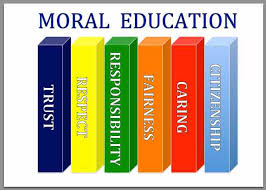 MORAL EDUCATION
TRUST
RESPECT
RESPONSIBILITY
FAIRNESS
CARING
CITIZENSHIP